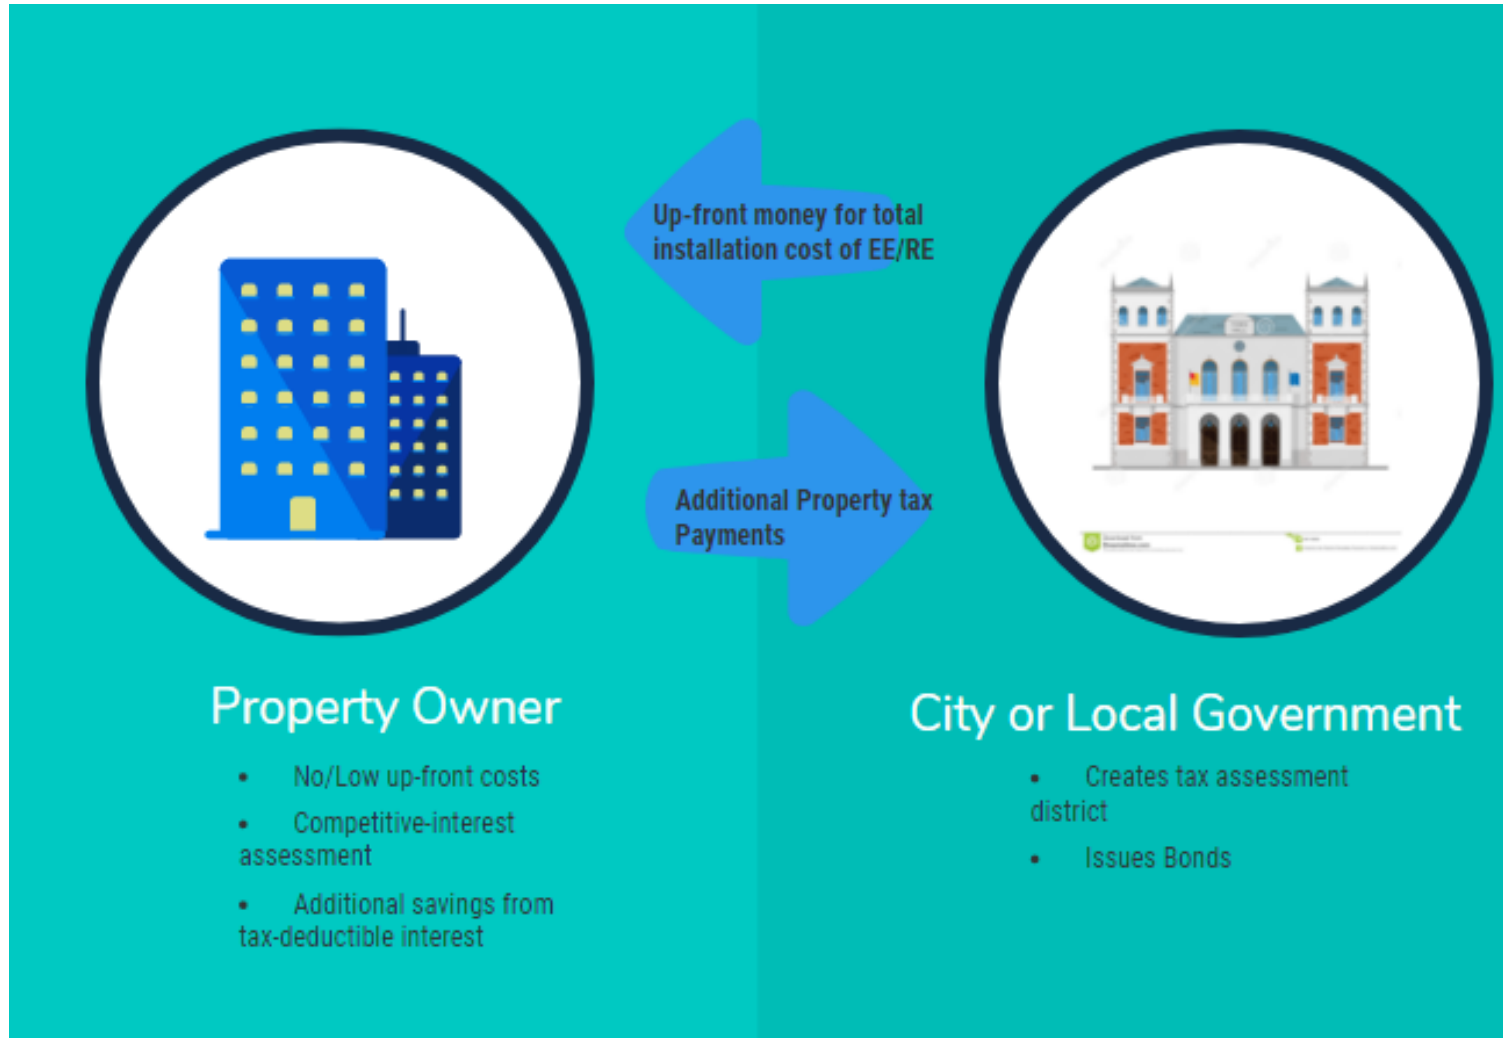 Up-front money for total
installation cost of EE/RE
Additional Property tax
Payments
Property Owner
• No/Low up-front costs
• Competitive-interest
assessment
• Additional savings from
tax-deductible interest
City or Local Government
• Creates tax assessment
district
• Issues Bonds